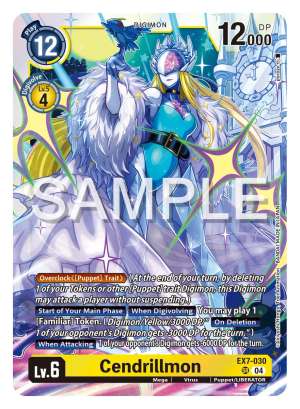 Play
12
DIGIMON
12000
DP
Digivolve
Lv.5
4
SAMPLE
Overclock ([Puppet] Trait) (At the end of your turn, by deleting
1 of your Tokens or other [Puppet] trait Digimon, this Digimon
may attack a player without suspending.)
Start of Your Main Phase When Digivolving You may play 1
[Familiar] Token. (Digimon/Yellow/3000 DP/" On Deletion
1 of your opponent's Digimon gets -3000 DP for the turn.")
When Attacking 1 of your opponent's Digimon gets -6000 DP for the turn.
EX7-030
SR 04
Lv.6
Cendrillmon
Mega Virus Puppet/LIBERATOR